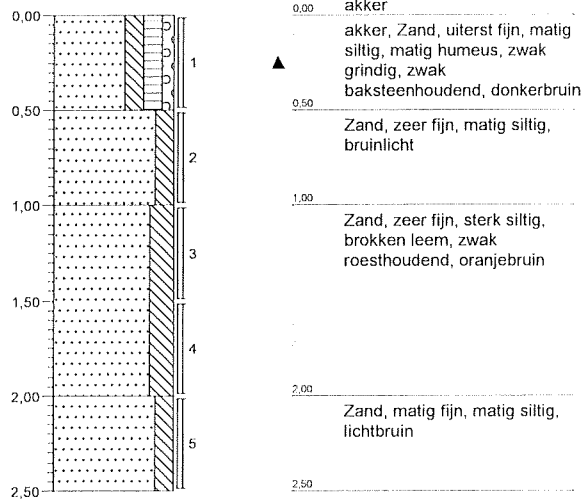 0,00
0,50
1,00
1,50
2,00
2,50
1
2
3
4
5
0,00
akker
akker, Zand, uiterst fijn, matig
siltig, matig humeus, zwak
grindig, zwak
baksteenhoudend, donkerbruin
0,50
Zand, zeer fijn, matig siltig,
bruinlicht
1,00
Zand, zeer fijn, sterk siltig,
brokken leem, zwak
roesthoudend, oranjebruin
2,00
Zand, matig fijn, matig siltig,
lichtbruin
2,50